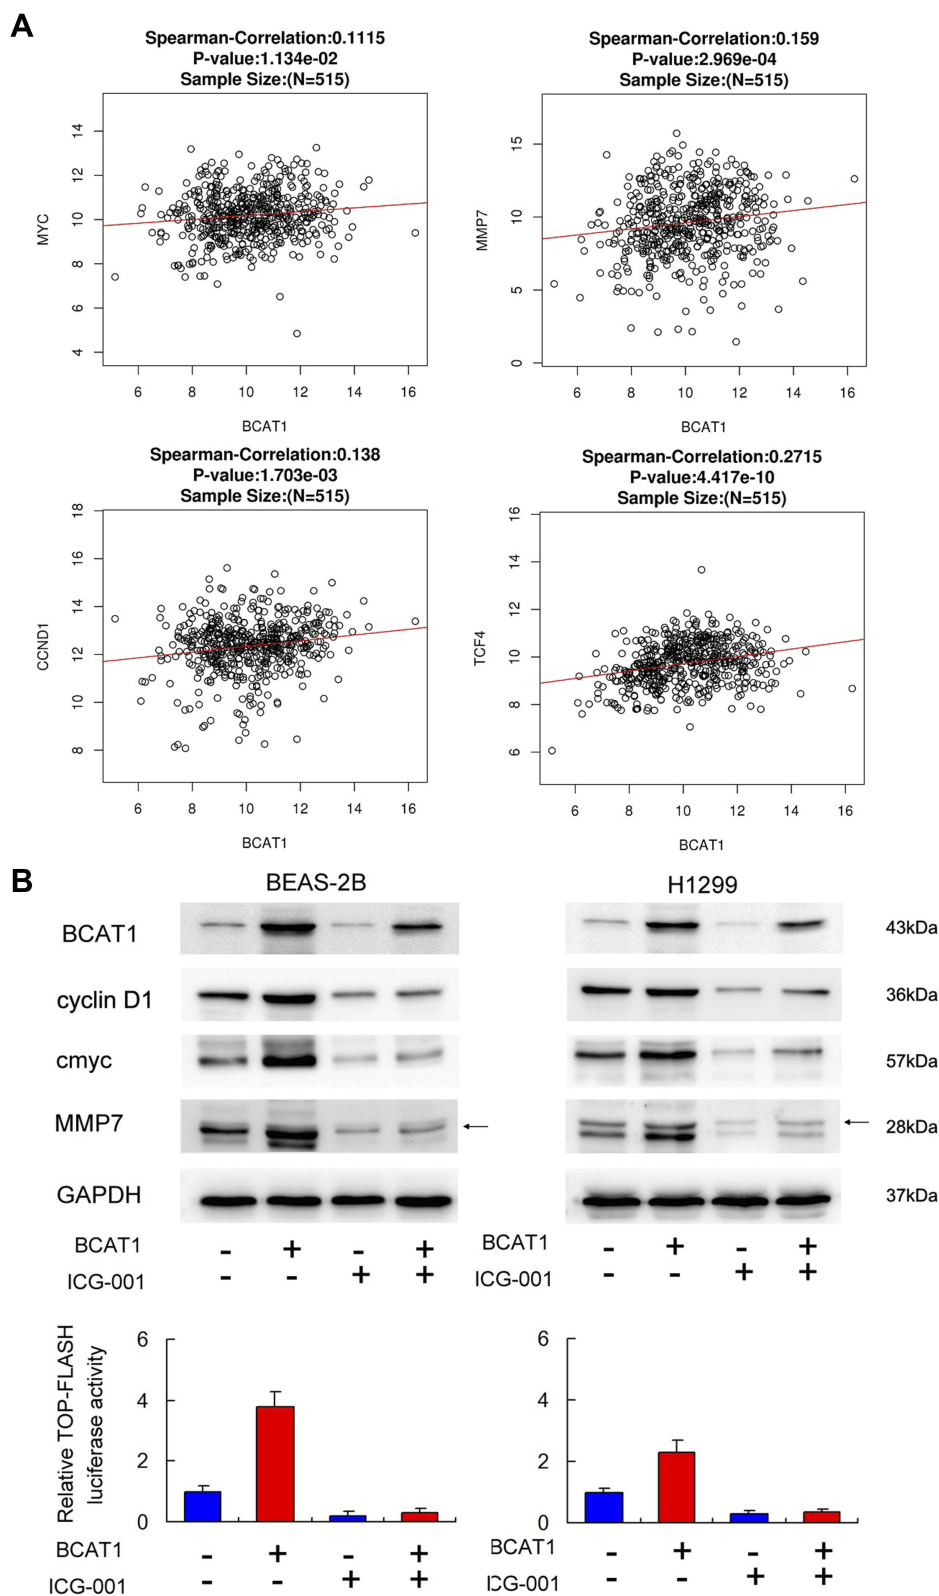 A
Spearman-Correlation:0.1115
P-value:1.134e-02
Sample Size:(N=515)
MYC
14
12
10
8
6
4
6 8 10 12 14 16
BCAT1
Spearman-Correlation:0.159
P-value:2.969e-04
Sample Size:(N=515)
MMP7
15
10
5
0
6 8 10 12 14 16
BCAT1
Spearman-Correlation:0.138
P-value:1.703e-03
Sample Size:(N=515)
CCND1
18
16
14
12
10
8
6 8 10 12 14 16
BCAT1
Spearman-Correlation:0.2715
P-value:4.417e-10
Sample Size:(N=515)
TCF4
16
14
12
10
8
6
6 8 10 12 14 16
BCAT1
B
BEAS-2B H1299
BCAT1 43kDa
cyclin D1 36kDa
cmyc 57kDa
MMP7 28kDa
GAPDH 37kDa
BCAT1 - + - +
ICG-001 - - + +
BCAT1 - + - +
ICG-001 - - + +
Relative TOP-FLASH
luciferase activity
6
4
2
0
BCAT1 - + - +
ICG-001 - - + +
6
4
2
0
BCAT1 - + - +
ICG-001 - - + +